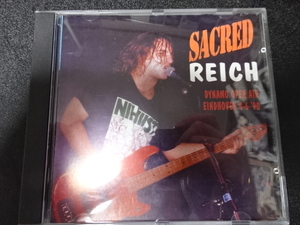 SACRED
REICH
DYNAMO OPEN AIR
EINDHOVEN